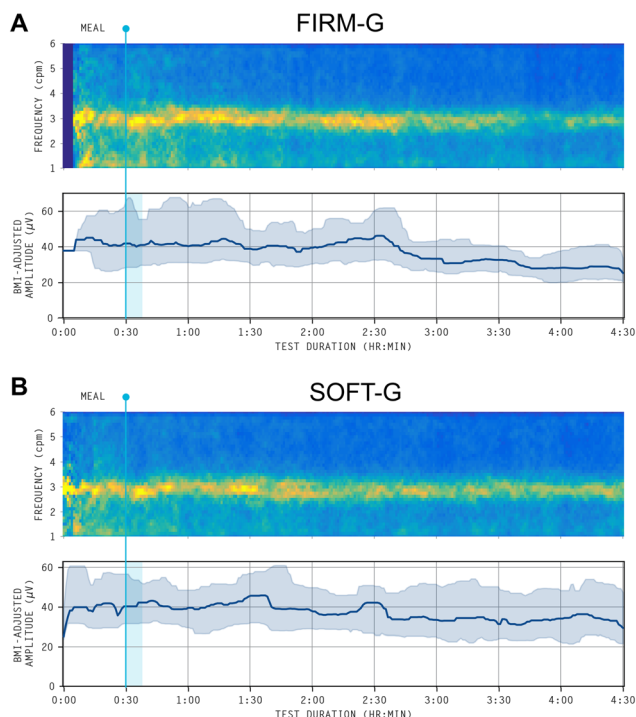 A
FIRM-G
MEAL
FREQUENCY (cpm)
6
5
4
3
2
1
BMI-ADJUSTED
AMPLITUDE (µV)
60
40
20
0
0:00 0:30 1:00 1:30 2:00 2:30 3:00 3:30 4:00 4:30
TEST DURATION (HR:MIN)
B
SOFT-G
MEAL
FREQUENCY (cpm)
6
5
4
3
2
1
BMI-ADJUSTED
AMPLITUDE (µV)
60
40
20
0
0:00 0:30 1:00 1:30 2:00 2:30 3:00 3:30 4:00 4:30
TEST DURATION (HR:MIN)